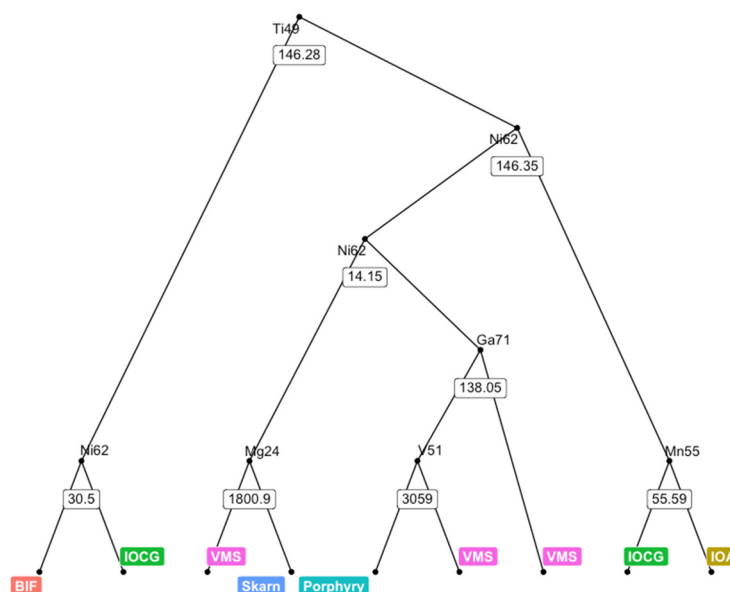 Ti49
146.28
Ni62
146.35
Ni62
14.15
Ga71
138.05
Ni62
Mg24
V51
Mn55
30.5
1800.9
3059
55.59
IOCG
VMS
VMS
VMS
IOCG
IOA
BIF
Skarn
Porphyry